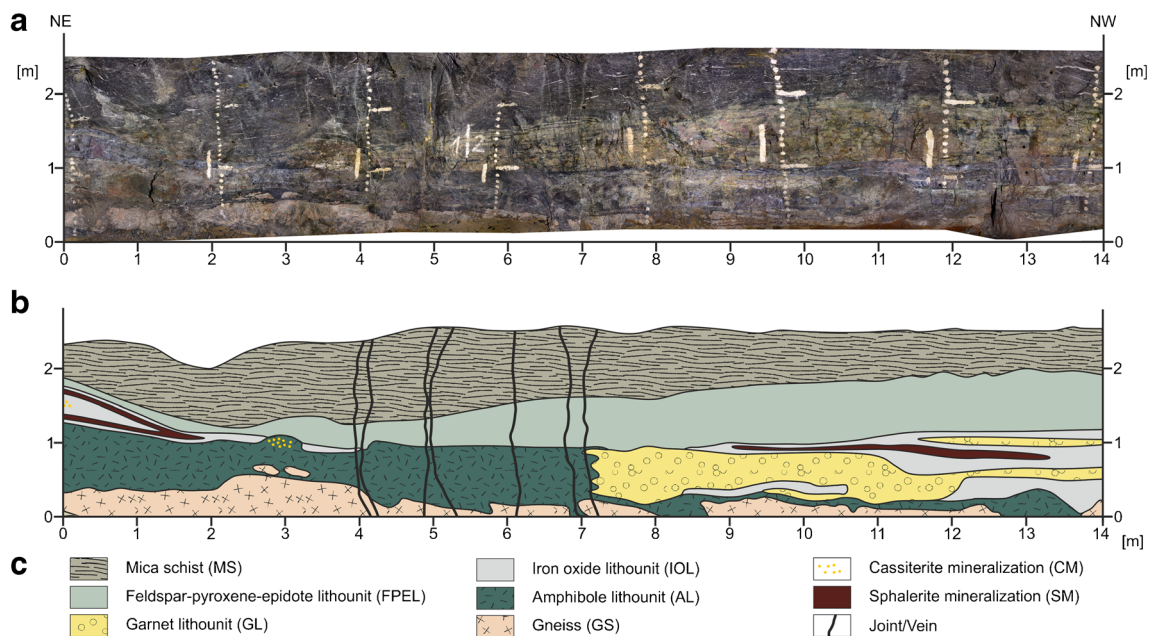 a
NE
NW
[m]
[m]
2
1
0
2
1
0
1/2
0 1 2 3 4 5 6 7 8 9 10 11 12 13 14
b
2
1
0
2
1
0
0 1 2 3 4 5 6 7 8 9 10 11 12 13 14
[m]
c
Mica schist (MS)
Feldspar-pyroxene-epidote lithounit (FPEL)
Garnet lithounit (GL)
Iron oxide lithounit (IOL)
Amphibole lithounit (AL)
Gneiss (GS)
Cassiterite mineralization (CM)
Sphalerite mineralization (SM)
Joint/Vein